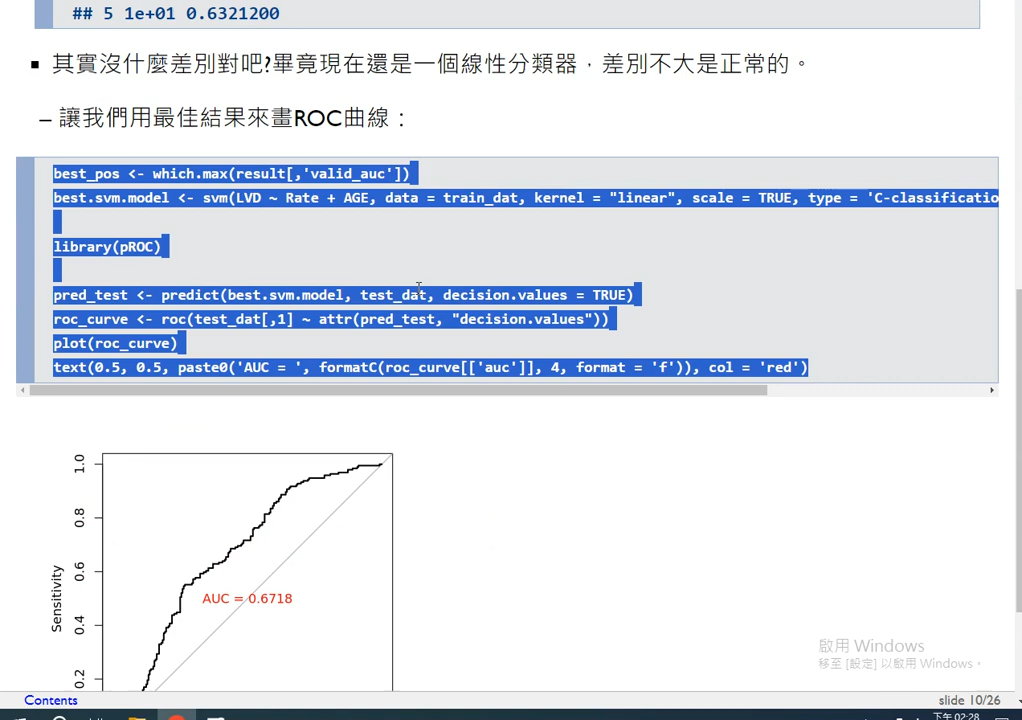 ## 5 1e+01 0.6321200
▪ 其實沒什麼差別對吧?畢竟現在還是一個線性分類器，差別不大是正常的。
– 讓我們用最佳結果來畫ROC曲線：
best_pos <- which.max(result[,'valid_auc'])
best.svm.model <- svm(LVD ~ Rate + AGE, data = train_dat, kernel = "linear", scale = TRUE, type = 'C-classificatio
library(pROC)
pred_test <- predict(best.svm.model, test_dat, decision.values = TRUE)
roc_curve <- roc(test_dat[,1] ~ attr(pred_test, "decision.values"))
plot(roc_curve)
text(0.5, 0.5, paste0('AUC = ', formatC(roc_curve[['auc']], 4, format = 'f')), col = 'red')
1.0
0.8
0.6
0.4
0.2
Sensitivity
AUC = 0.6718
啟用 Windows
移至 [設定] 以啟用 Windows。
Contents
slide 10/26
下午 02:28